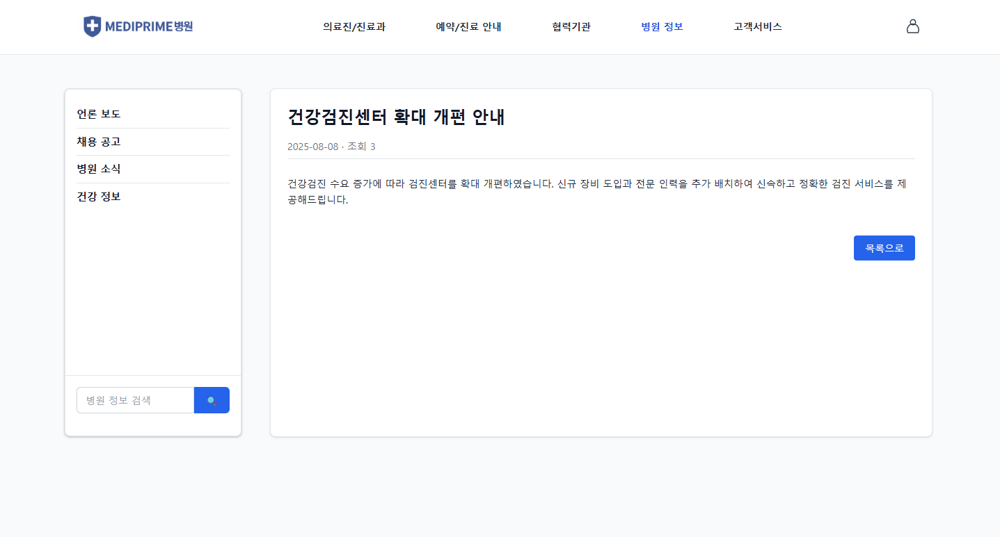 MEDIPRIME병원
의료진/진료과
예약/진료 안내
협력기관
병원 정보
고객서비스
언론 보도
채용 공고
병원 소식
건강 정보
병원 정보 검색
건강검진센터 확대 개편 안내
2025-08-08 · 조회 3
건강검진 수요 증가에 따라 검진센터를 확대 개편하였습니다. 신규 장비 도입과 전문 인력을 추가 배치하여 신속하고 정확한 검진 서비스를 제
공해드립니다.
목록으로